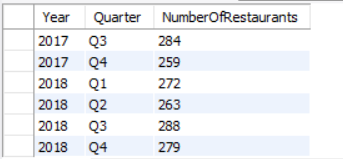 Year Quarter NumberOfRestaurants
2017 Q3 284
2017 Q4 259
2018 Q1 272
2018 Q2 263
2018 Q3 288
2018 Q4 279